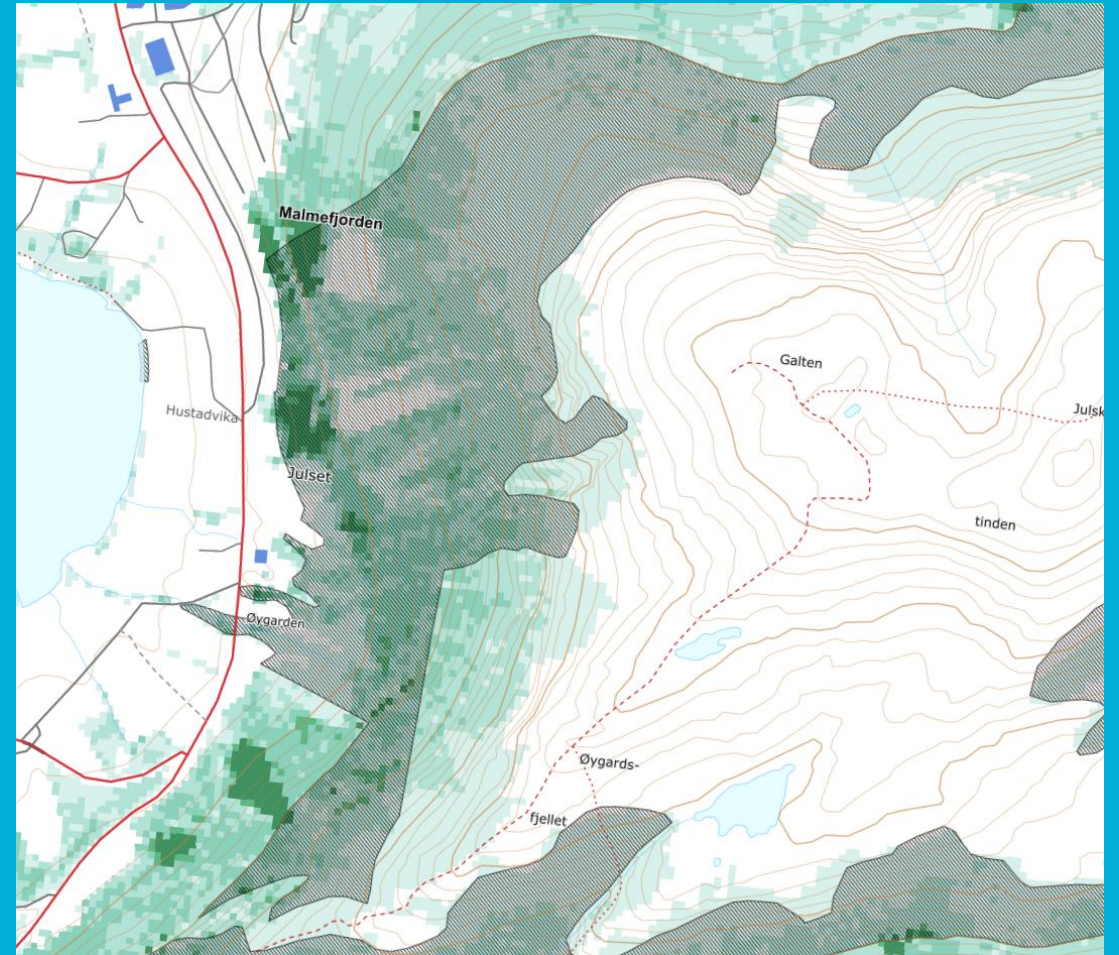 Malmefjorden
Galten
Hustadvika
Julsk
Julset
tinden
Øygarden
Øygards-
fjellet